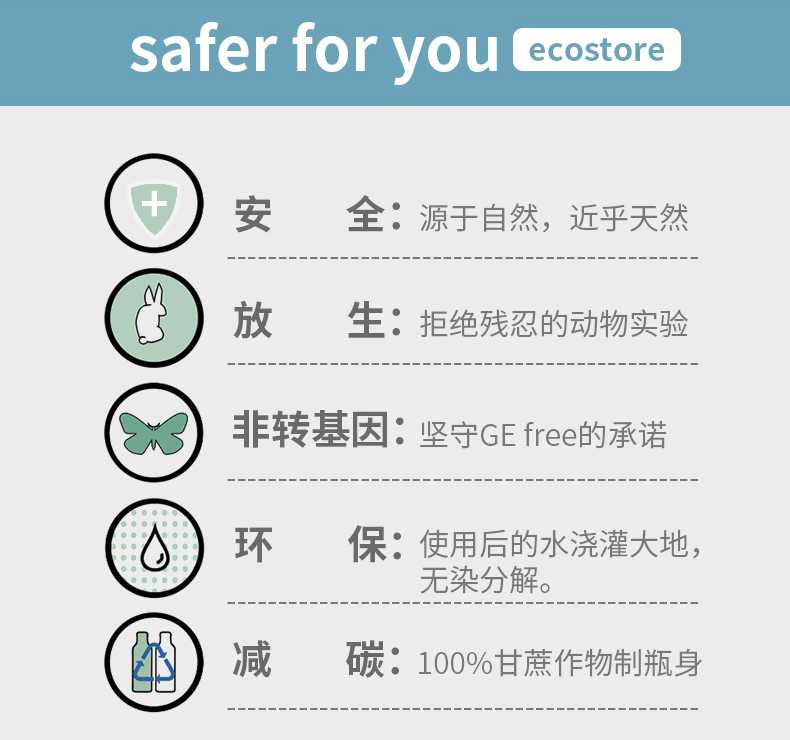 safer for you ecostore
安 全：源于自然，近乎天然
放 生：拒绝残忍的动物实验
非转基因：坚守GE free的承诺
环 保：使用后的水浇灌大地，
无染分解。
减 碳：100%甘蔗作物制瓶身